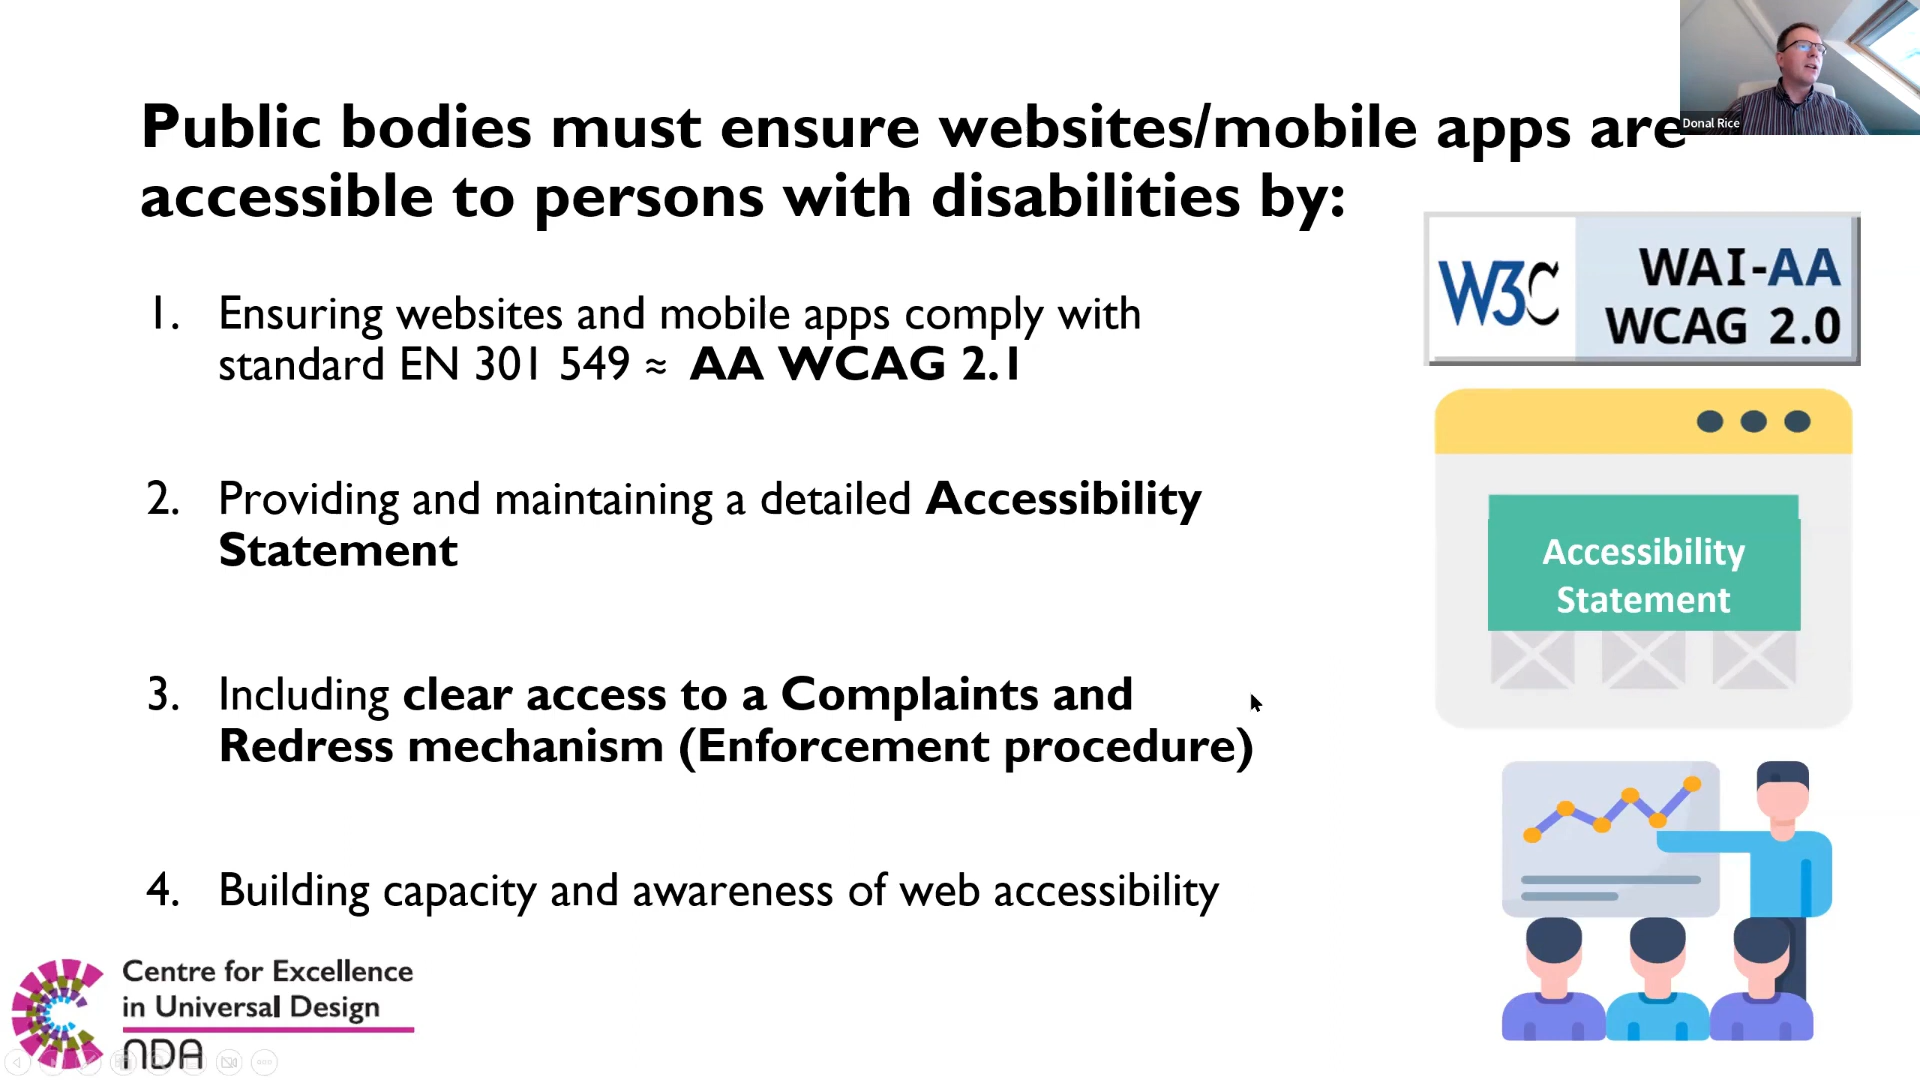 Public bodies must ensure websites/mobile apps are
accessible to persons with disabilities by:
Donal Rice
1. Ensuring websites and mobile apps comply with
standard EN 301 549 ≈ AA WCAG 2.1
2. Providing and maintaining a detailed Accessibility
Statement
3. Including clear access to a Complaints and
Redress mechanism (Enforcement procedure)
4. Building capacity and awareness of web accessibility
W3C WAI-AA
WCAG 2.0
Accessibility
Statement
Centre for Excellence
in Universal Design
NDA